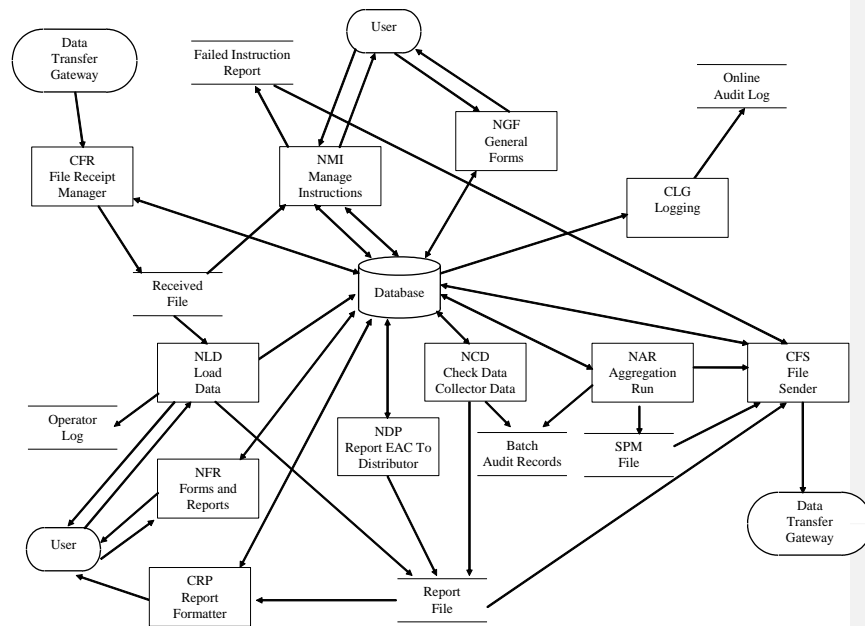 User
Data
Transfer
Gateway
Failed Instruction
Report
Online
Audit Log
NGF
General
Forms
CFR
File Receipt
Manager
NMI
Manage
Instructions
CLG
Logging
Received
File
Database
NLD
Load
Data
NCD
Check Data
Collector Data
NAR
Aggregation
Run
CFS
File
Sender
Operator
Log
NDP
Report EAC To
Distributor
Batch
Audit Records
SPM
File
NFR
Forms and
Reports
Data
Transfer
Gateway
User
CRP
Report
Formatter
Report
File